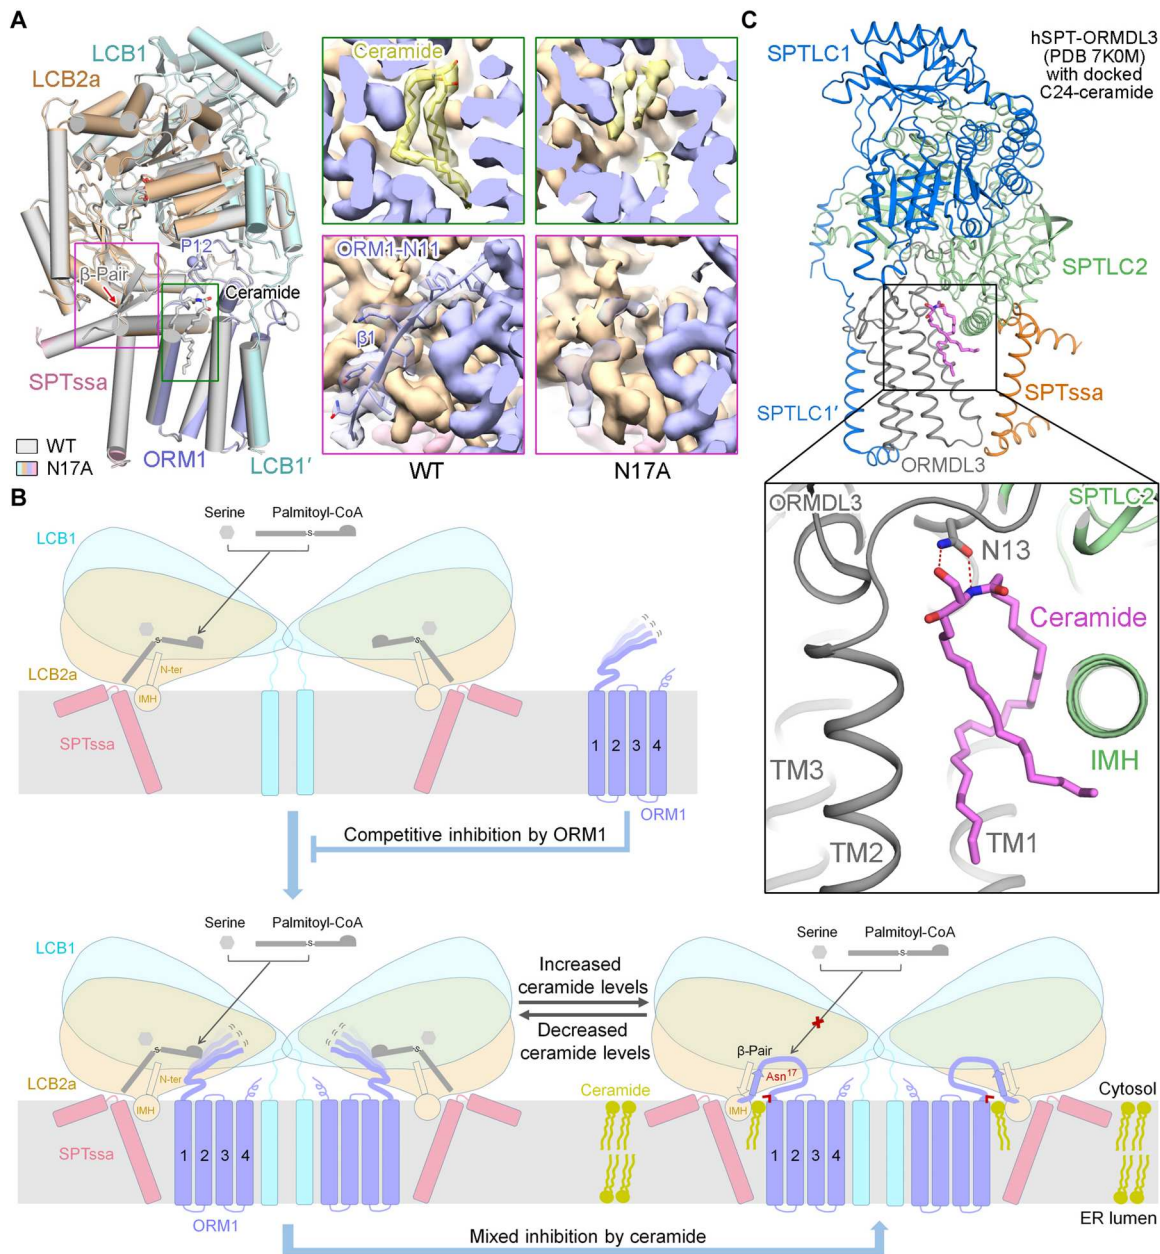 A
LCB1
LCB2a
P12
β-Pair
Ceramide
SPTssa
WT
N17A
ORM1
LCB1′
Ceramide
ORM1-N11
β1
WT
N17A
C
SPTLC1
hSPT-ORMDL3
(PDB 7K0M)
with docked
C24-ceramide
SPTLC2
SPTssa
SPTLC1′
ORMDL3
ORMDL3
SPTLC2
N13
Ceramide
IMH
TM3
TM2
TM1
B
Serine
Palmitoyl-CoA
S
LCB1
S
S
LCB2a
N-ter
IMH
SPTssa
1 2 3 4
ORM1
Competitive inhibition by ORM1
Serine
Palmitoyl-CoA
S
LCB1
S
S
LCB2a
N-ter
IMH
SPTssa
1 2 3 4
ORM1
Increased
ceramide levels
Decreased
ceramide levels
Ceramide
Serine
Palmitoyl-CoA
S
β-Pair
Asn17
IMH
1 2 3 4
Cytosol
ER lumen
Mixed inhibition by ceramide